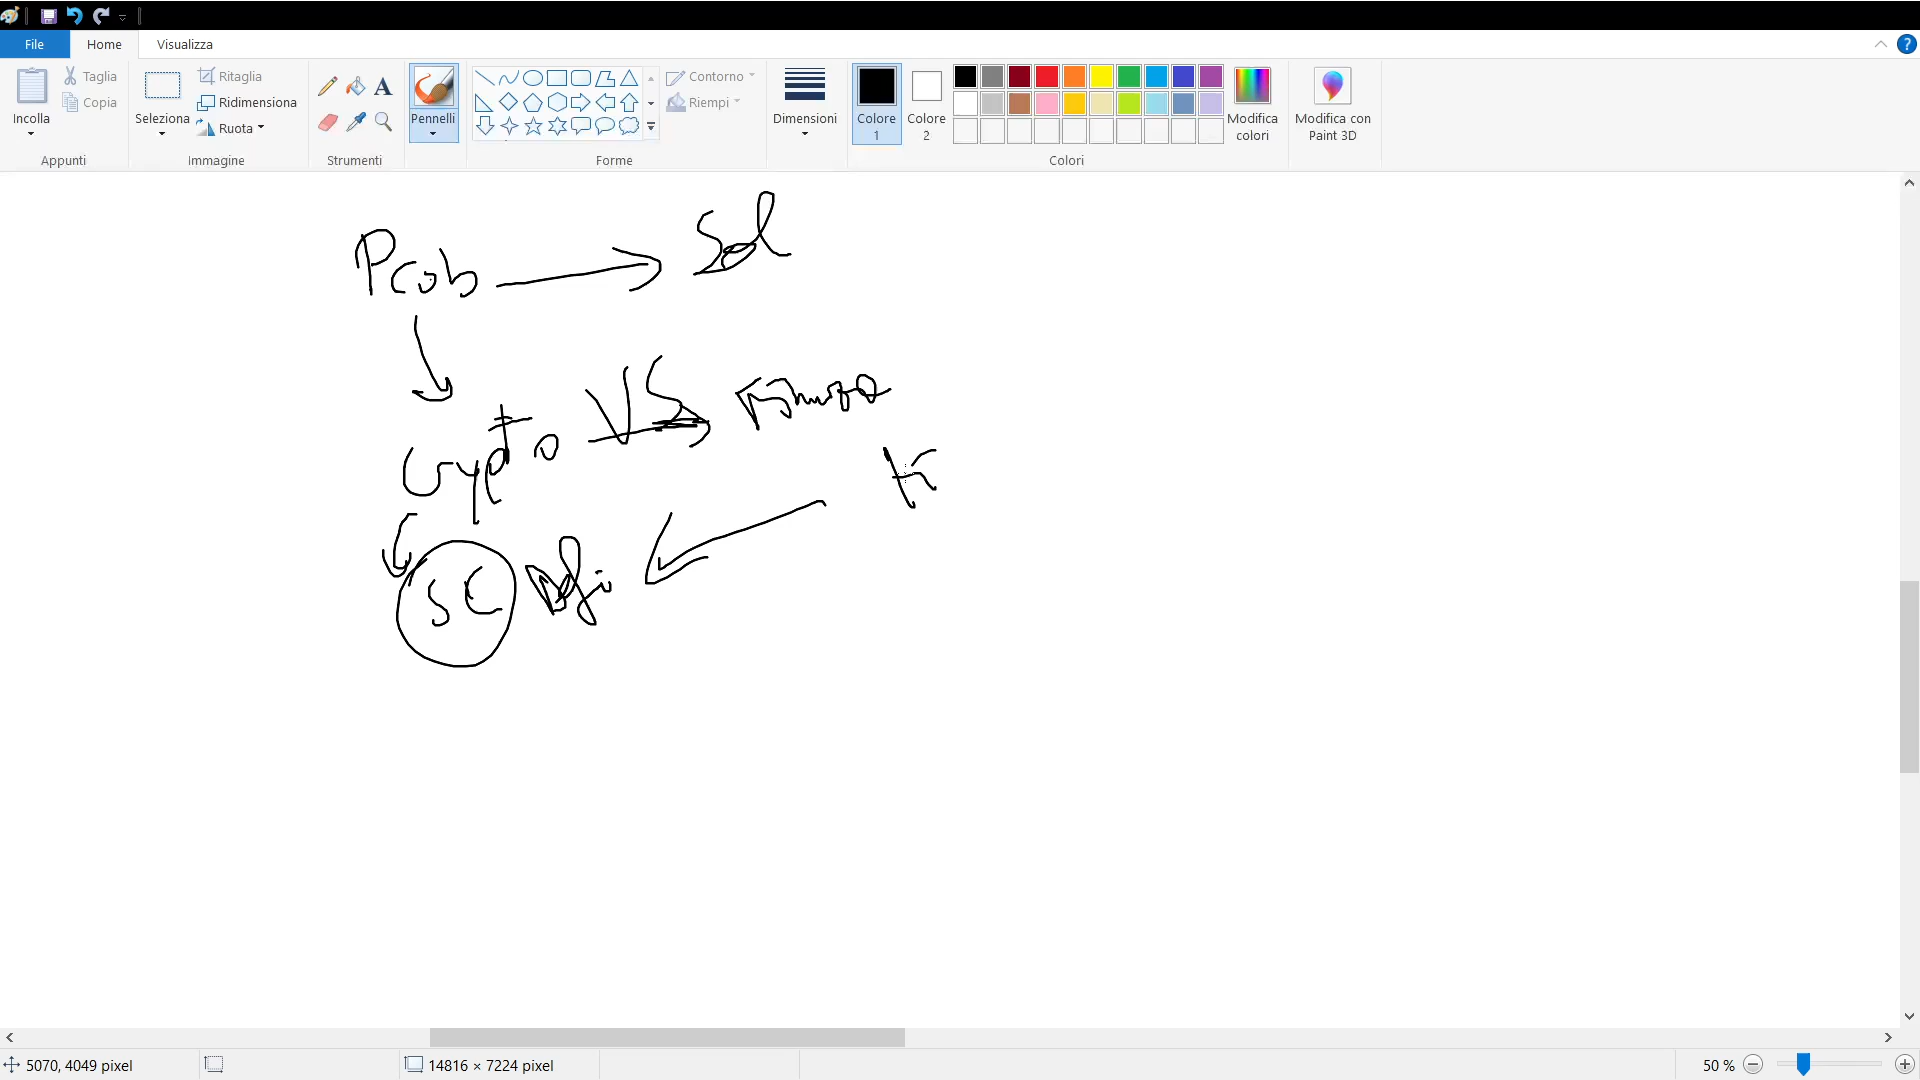 File Home Visualizza
Incolla
Taglia
Copia
Appunti
Seleziona
Ritaglia
Ridimensiona
Ruota
Immagine
Strumenti
Pennelli
Forme
Contorno
Riempi
Dimensioni
Colore 1
Colore 2
Modifica colori
Colori
Modifica con Paint 3D
Prob → Sol
Crypto VS
SC Defi
5070, 4049 pixel
14816 × 7224 pixel
50 %